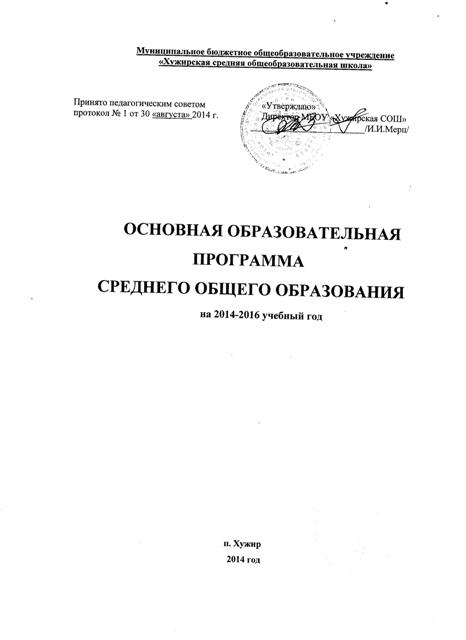 Муниципальное бюджетное общеобразовательное учреждение
«Хужирская средняя общеобразовательная школа»
Принято педагогическим советом
протокол № 1 от 30 «августа» 2014 г.
«Утверждаю»
Директор МБОУ «Хужирская СОШ»
/И.И.Мерц/
ОСНОВНАЯ ОБРАЗОВАТЕЛЬНАЯ
ПРОГРАММА
СРЕДНЕГО ОБЩЕГО ОБРАЗОВАНИЯ
на 2014-2016 учебный год
п. Хужир
2014 год